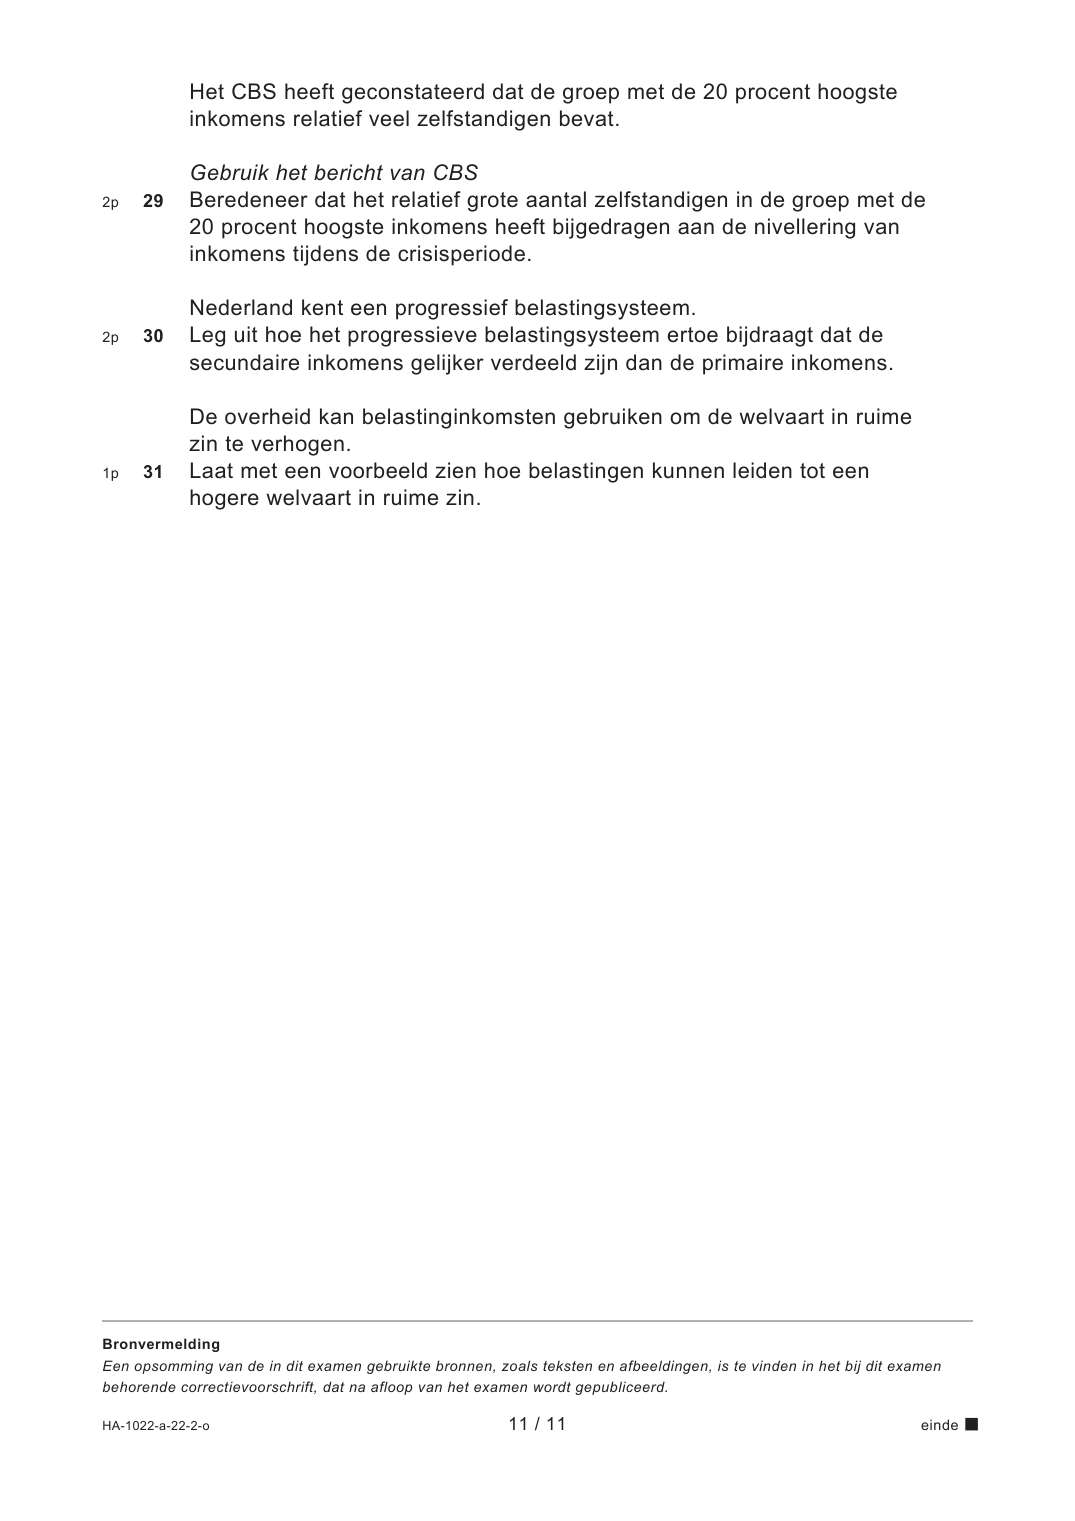 Het CBS heeft geconstateerd dat de groep met de 20 procent hoogste
inkomens relatief veel zelfstandigen bevat.
Gebruik het bericht van CBS
2p 29 Beredeneer dat het relatief grote aantal zelfstandigen in de groep met de
20 procent hoogste inkomens heeft bijgedragen aan de nivellering van
inkomens tijdens de crisisperiode.
Nederland kent een progressief belastingsysteem.
2p 30 Leg uit hoe het progressieve belastingsysteem ertoe bijdraagt dat de
secundaire inkomens gelijker verdeeld zijn dan de primaire inkomens.
De overheid kan belastinginkomsten gebruiken om de welvaart in ruime
zin te verhogen.
1p 31 Laat met een voorbeeld zien hoe belastingen kunnen leiden tot een
hogere welvaart in ruime zin.
Bronvermelding
Een opsomming van de in dit examen gebruikte bronnen, zoals teksten en afbeeldingen, is te vinden in het bij dit examen
behorende correctievoorschrift, dat na afloop van het examen wordt gepubliceerd.
HA-1022-a-22-2-o 11 / 11 einde ■